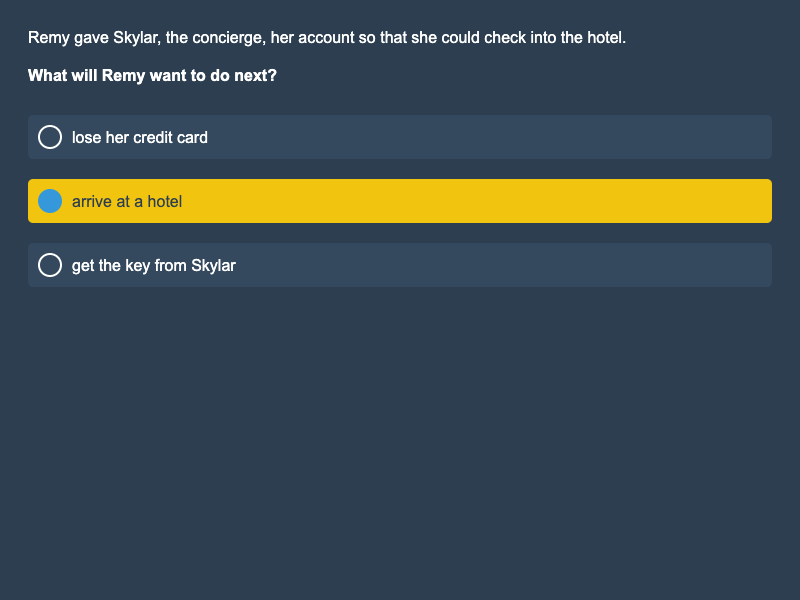 Remy gave Skylar, the concierge, her account so that she could check into the hotel.
What will Remy want to do next?
lose her credit card
arrive at a hotel
get the key from Skylar